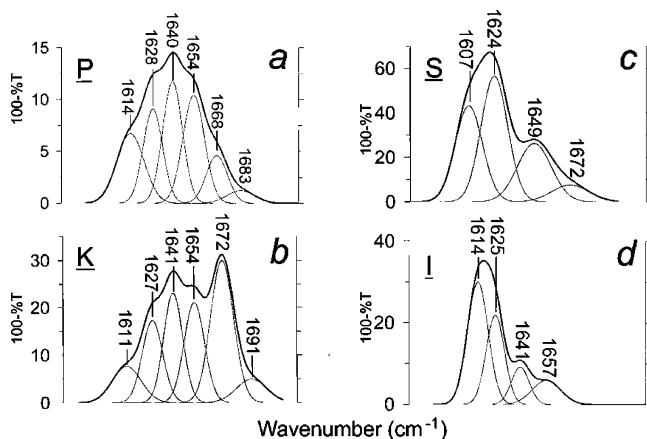 15
10
5
0
100-%T
P
a
1614
1628
1640
1654
1668
1683
60
40
20
0
100-%T
S
c
1607
1624
1649
1672
30
20
10
0
100-%T
K
b
1611
1627
1641
1654
1672
1691
40
20
0
100-%T
I
d
1614
1625
1641
1657
Wavenumber (cm⁻¹)